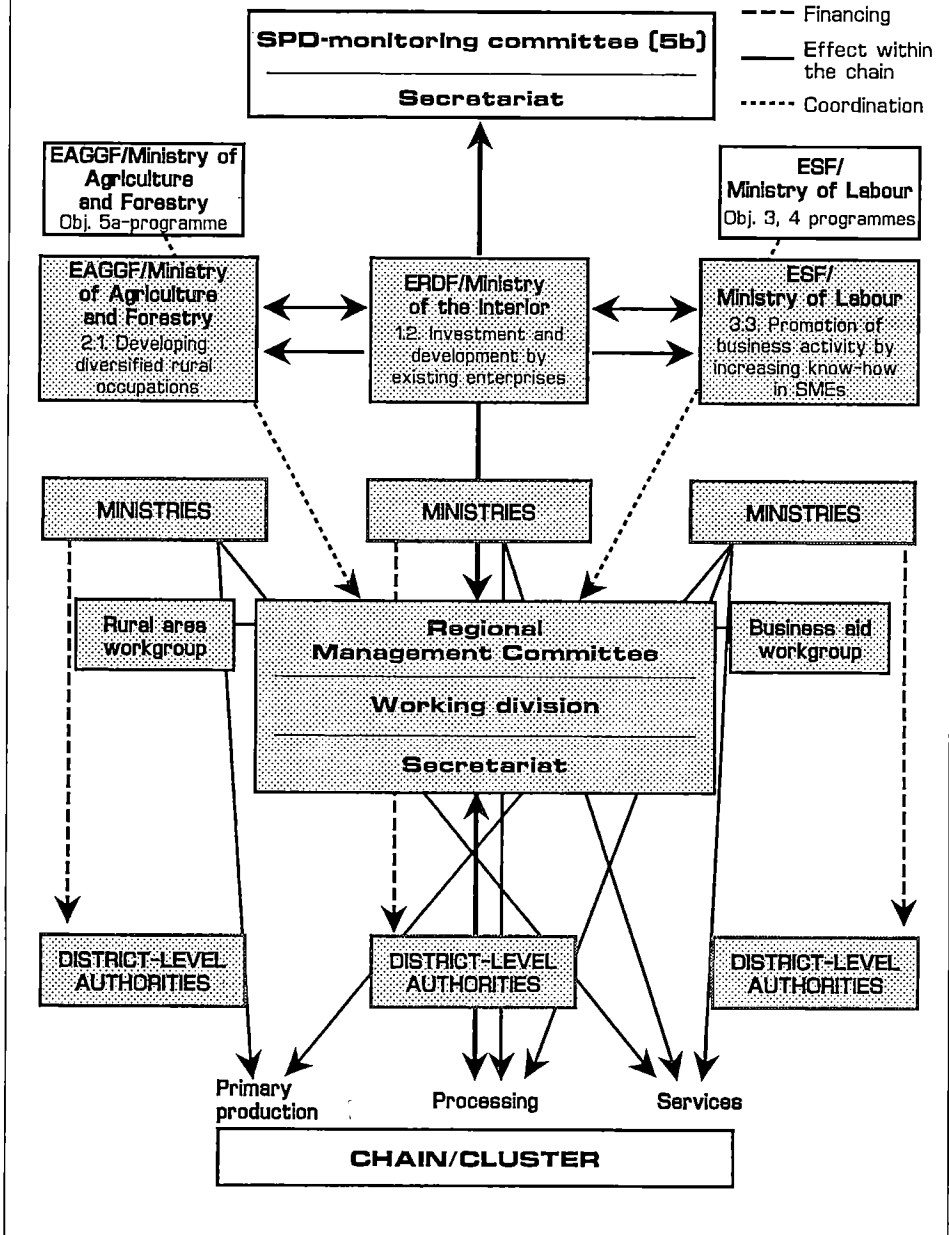 SPD-monitoring committee (5b)
Secretariat
Financing
Effect within
the chain
Coordination
EAGGF/Ministry of
Agriculture
and Forestry
Obj. 5a-programme
ESF/
Ministry of Labour
Obj. 3, 4 programmes
EAGGF/Ministry
of Agriculture
and Forestry
2.1. Developing
diversified rural
occupations
ERDF/Ministry
of the Interior
1.2. Investment and
development by
existing enterprises
ESF/
Ministry of Labour
3.3. Promotion of
business activity by
increasing know-how
in SMEs
MINISTRIES
MINISTRIES
MINISTRIES
Rural area
workgroup
Regional
Management Committee
Working division
Secretariat
Business aid
workgroup
DISTRICT-LEVEL
AUTHORITIES
DISTRICT-LEVEL
AUTHORITIES
DISTRICT-LEVEL
AUTHORITIES
Primary
production
Processing
Services
CHAIN/CLUSTER